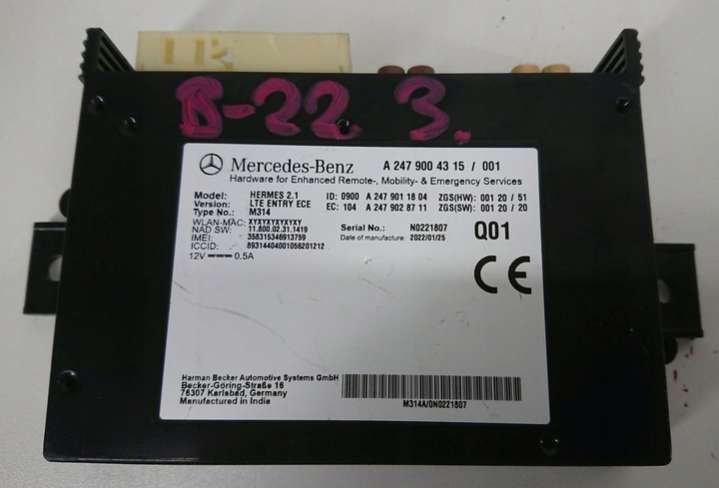 B-22 3.
Mercedes-Benz A 247 900 43 15 / 001
Hardware for Enhanced Remote-, Mobility- & Emergency Services
Model: HERMES 2.1 ID: 0900 A 247 901 18 04 ZGS(HW): 001 20 / 51
Version: LTE ENTRY ECE EC: 104 A 247 902 87 11 ZGS(SW): 001 20 / 20
Type No.: M314
WLAN-MAC: XYXYXYXYXYXY Serial No.: N0221807 Q01
NAD SW: 11.800.02.31.1419 Date of manufacture: 2022/01/25
IMEI: 358315346913759
ICCID: 89314404001056201212
12V 0.5A
CE
Harman Becker Automotive Systems GmbH
Becker-Göring-Straße 16
76307 Karlsbad, Germany
Manufactured in India
M314A/0N0221807